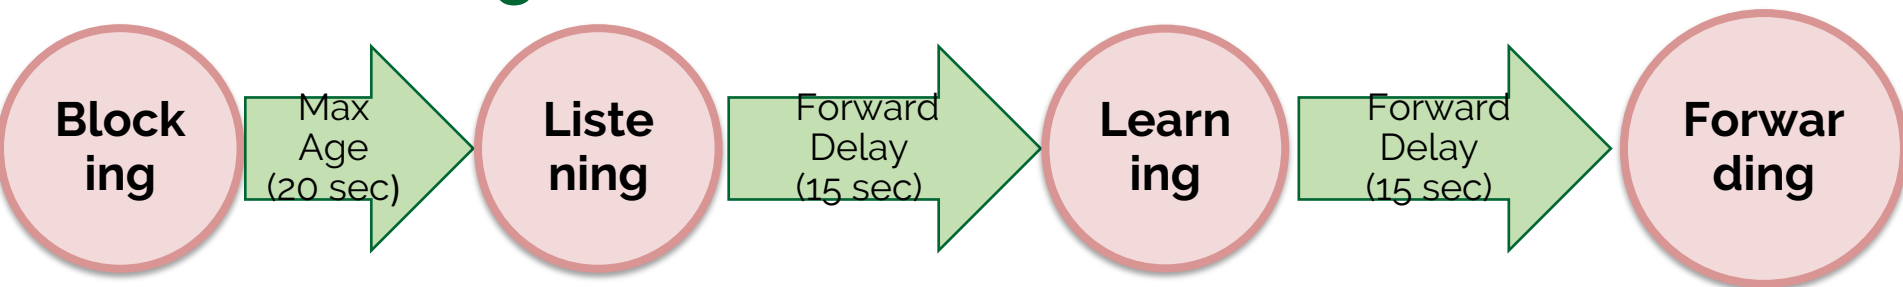 Block
ing
Max
Age
(20 sec)
Liste
ning
Forward
Delay
(15 sec)
Learn
ing
Forward
Delay
(15 sec)
Forwar
ding